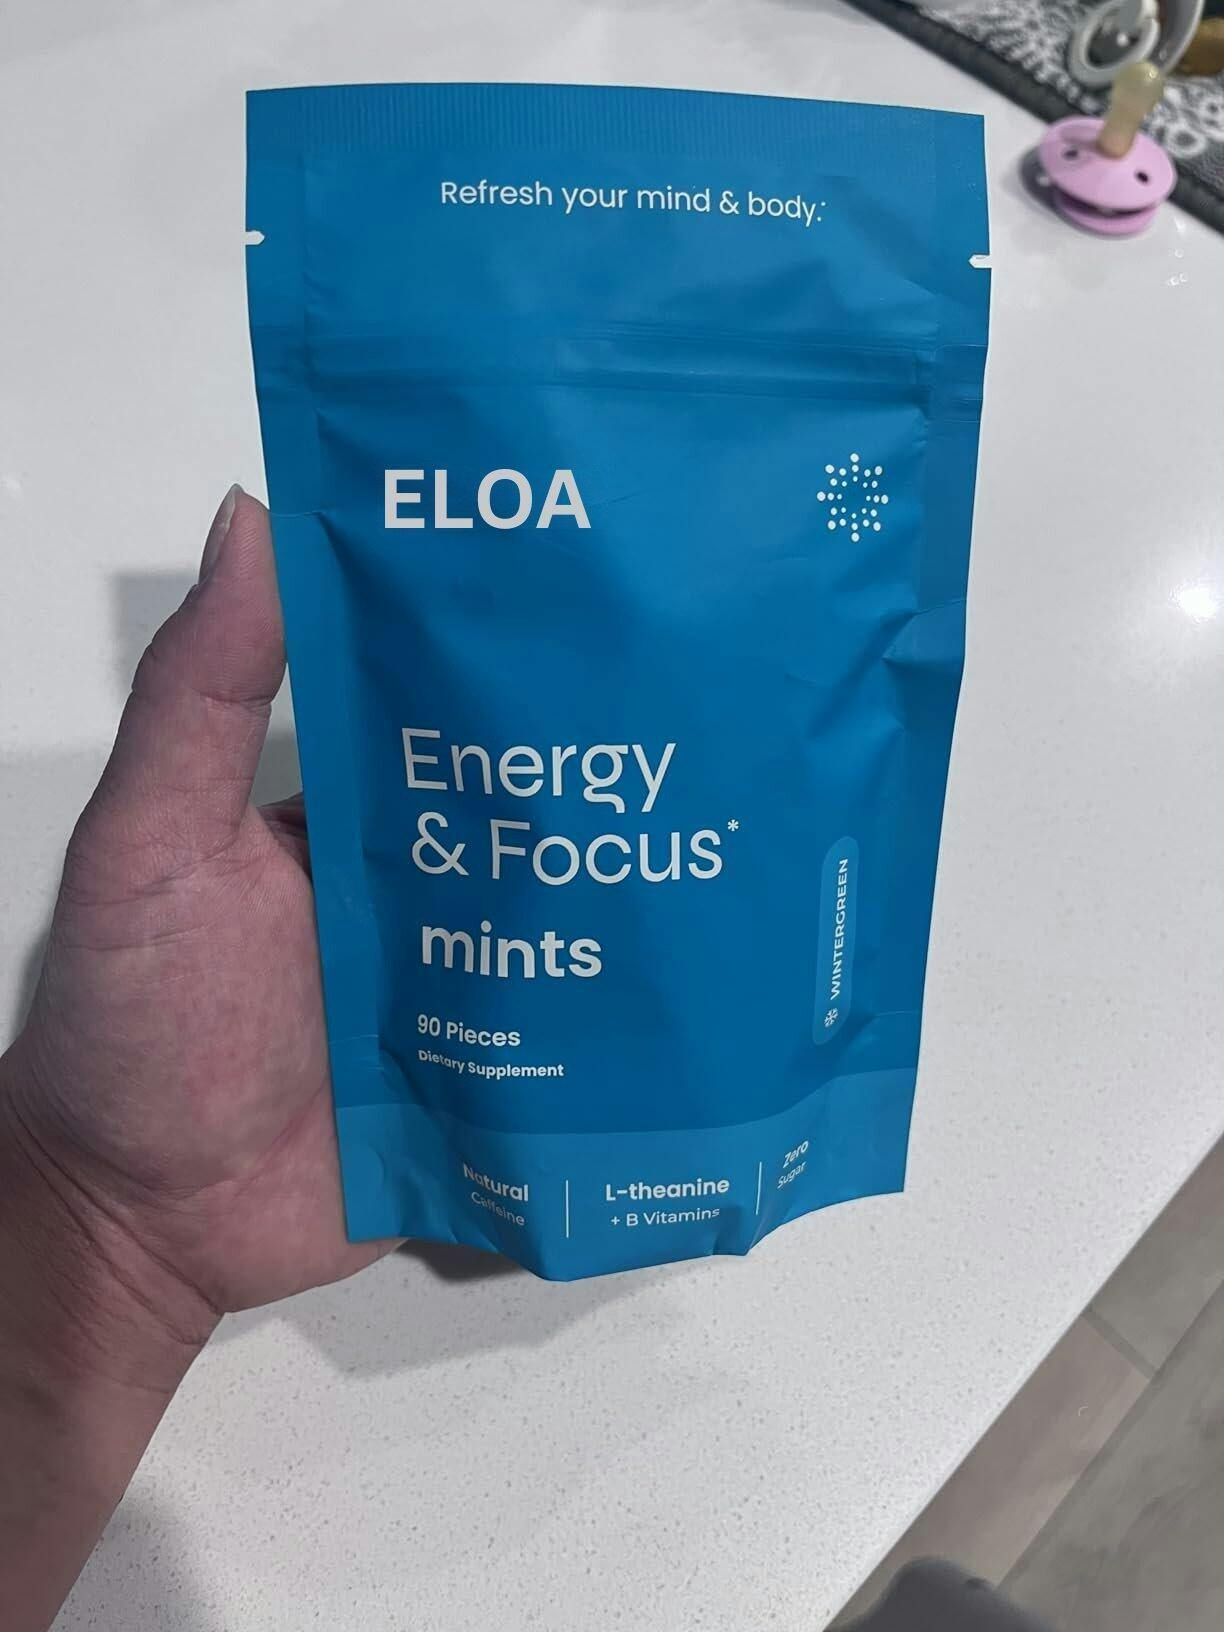 Refresh your mind & body.*
ELOA
Energy
& Focus*
mints
90 Pieces
Dietary Supplement
WINTERGREEN
Natural
Caffeine
L-theanine
+ B Vitamins
Zero
Sugar